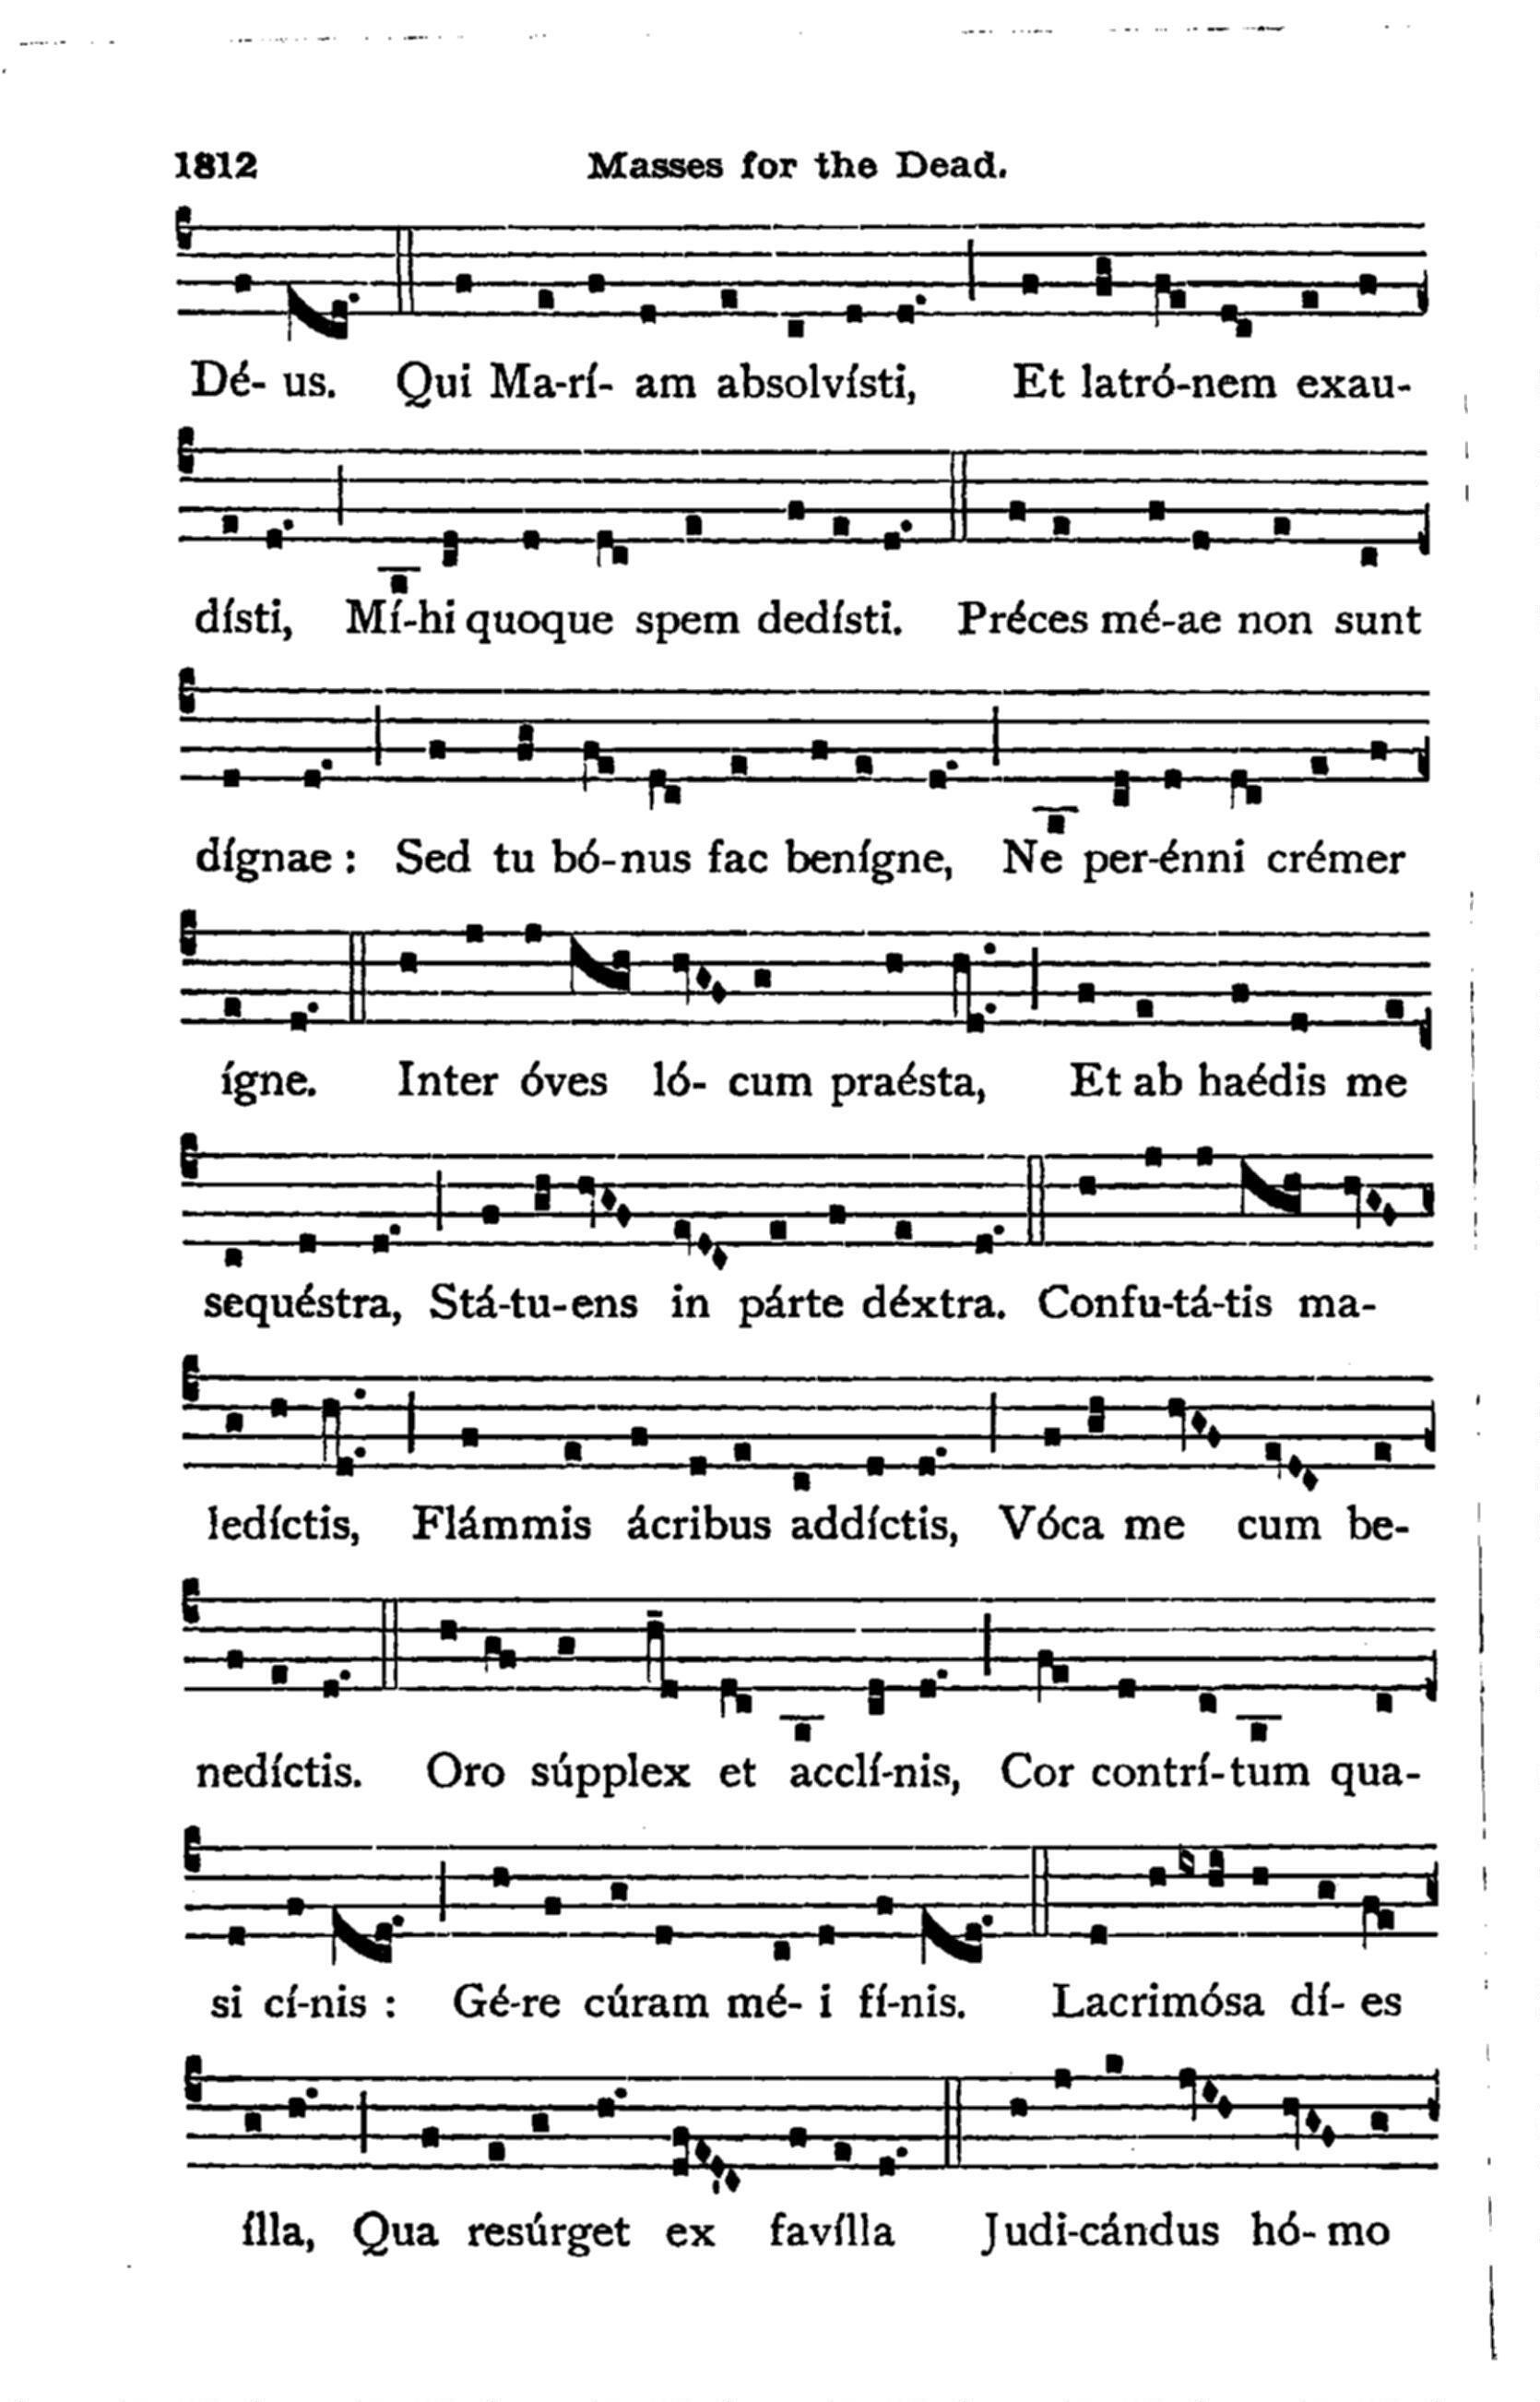 1812 Masses for the Dead.
Dé- us. Qui Ma-rí- am absolvísti, Et latró-nem exau-
dísti, Mí-hi quoque spem dedísti. Préces mé-ae non sunt
dígnae : Sed tu bó-nus fac benígne, Ne per-énni crémer
ígne. Inter óves ló- cum praésta, Et ab haédis me
sequéstra, Stá-tu-ens in párte déxtra. Confu-tá-tis ma-
ledíctis, Flámmis ácribus addíctis, Vóca me cum be-
nedíctis. Oro súpplex et acclí-nis, Cor contrí-tum qua-
si cí-nis : Gé-re cúram mé- i fí-nis. Lacrimósa dí- es
ílla, Qua resúrget ex favílla Judi-cándus hó- mo